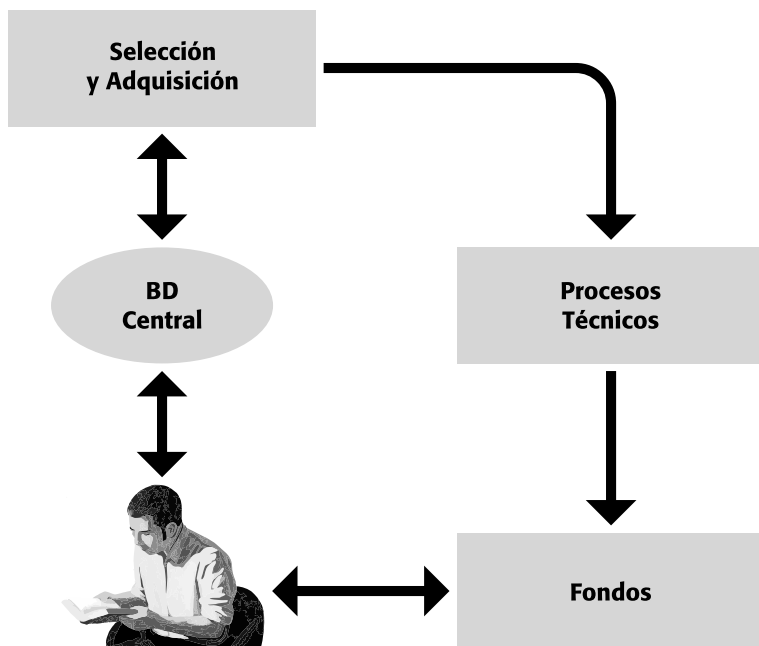 Selección
y Adquisición
BD
Central
Procesos
Técnicos
Fondos